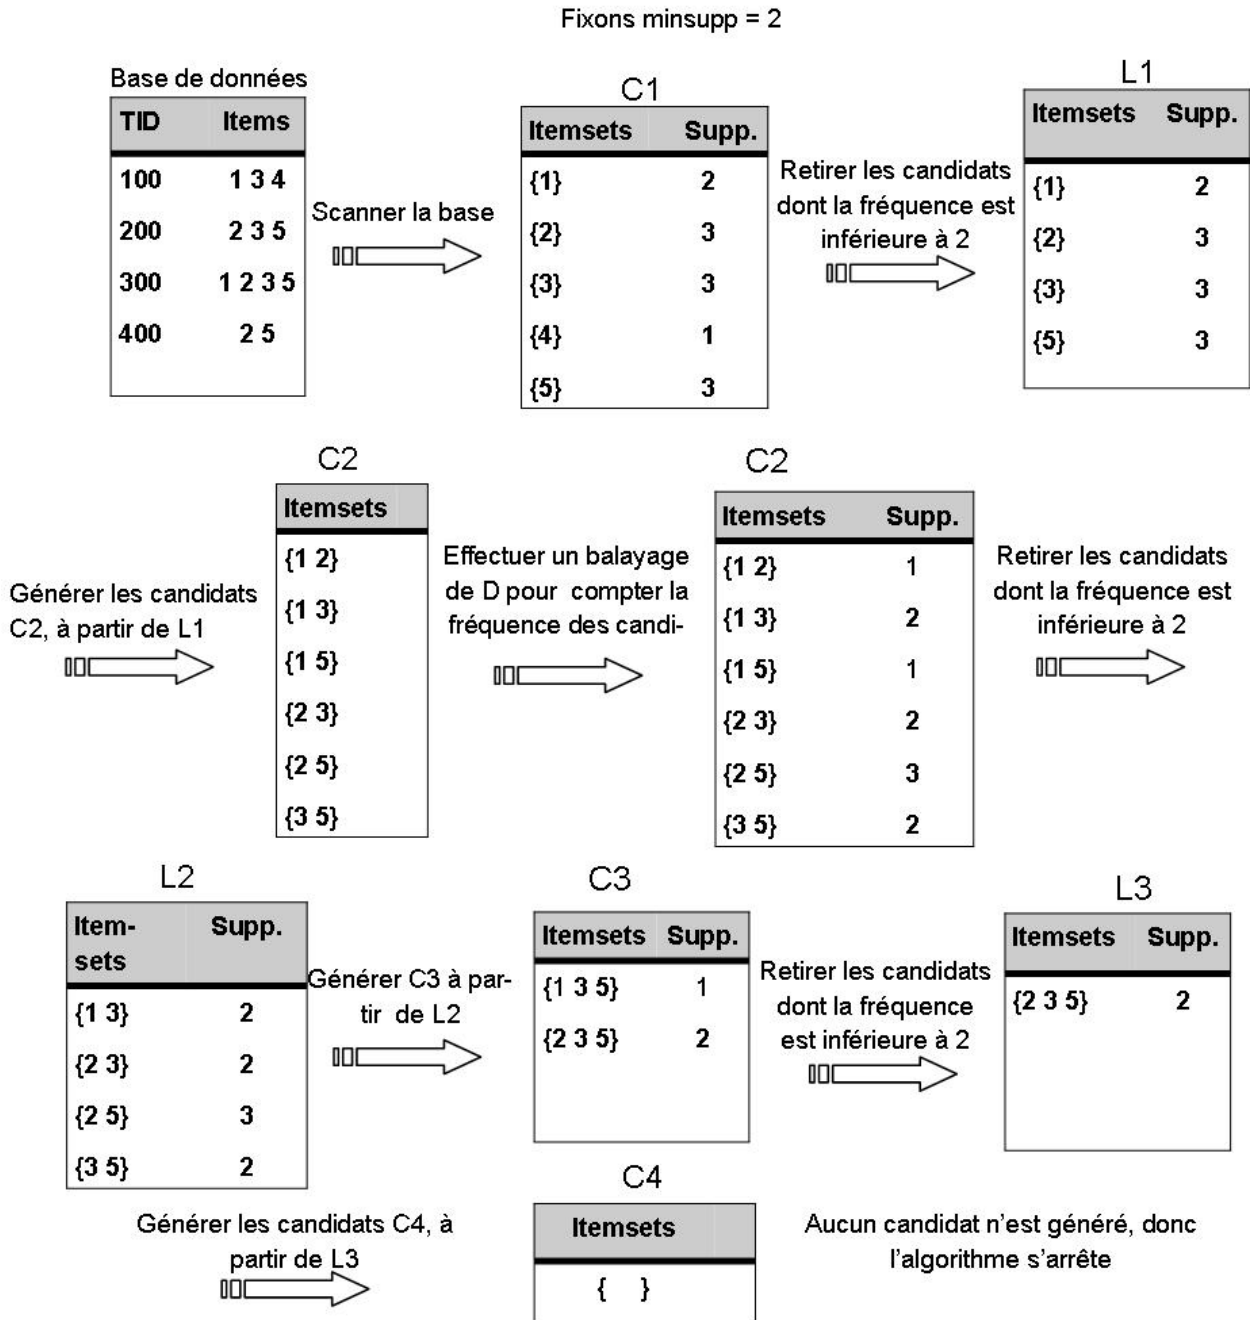 Fixons minsupp = 2
Base de données
TID Items
100 1 3 4
200 2 3 5
300 1 2 3 5
400 2 5
Scanner la base
C1
Itemsets Supp.
{1} 2
{2} 3
{3} 3
{4} 1
{5} 3
Retirer les candidats
dont la fréquence est
inférieure à 2
L1
Itemsets Supp.
{1} 2
{2} 3
{3} 3
{5} 3
Générer les candidats
C2, à partir de L1
C2
Itemsets
{1 2}
{1 3}
{1 5}
{2 3}
{2 5}
{3 5}
Effectuer un balayage
de D pour compter la
fréquence des candi-
C2
Itemsets Supp.
{1 2} 1
{1 3} 2
{1 5} 1
{2 3} 2
{2 5} 3
{3 5} 2
Retirer les candidats
dont la fréquence est
inférieure à 2
L2
Item-
sets Supp.
{1 3} 2
{2 3} 2
{2 5} 3
{3 5} 2
Générer C3 à par-
tir de L2
C3
Itemsets Supp.
{1 3 5} 1
{2 3 5} 2
Retirer les candidats
dont la fréquence
est inférieure à 2
L3
Itemsets Supp.
{2 3 5} 2
Générer les candidats C4, à
partir de L3
C4
Itemsets
{ }
Aucun candidat n'est généré, donc
l'algorithme s'arrête